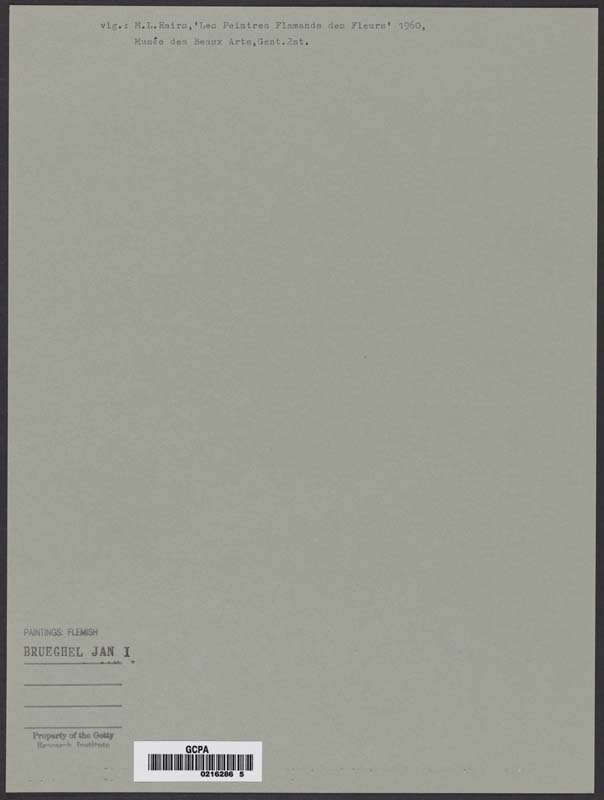 vig.: M.L.Hairs,'Les Peintres Flamands des Fleurs' 1960,
Musée des Beaux Arts,Gent.2st.
PAINTINGS: FLEMISH
BRUEGHEL JAN I
Property of the Getty
Research Institute
GCPA
0216286 5